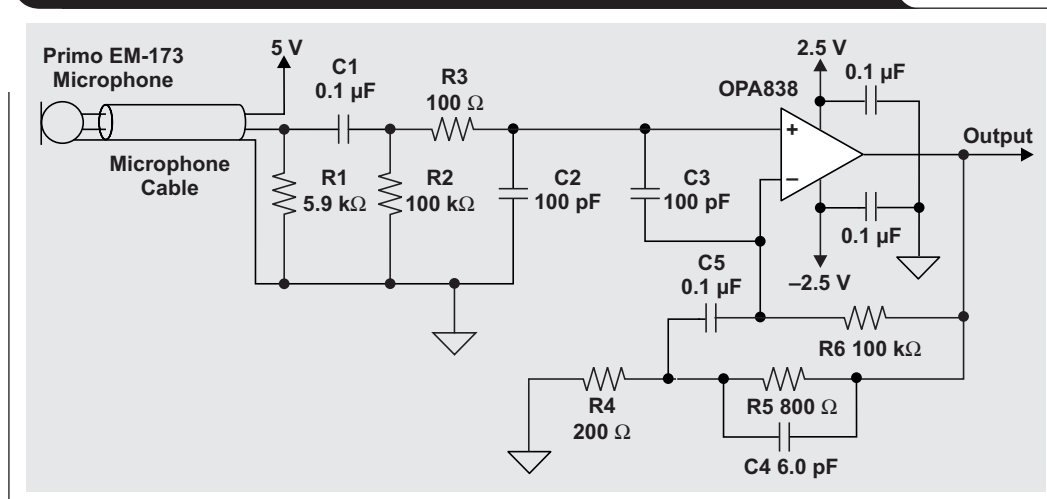 Primo EM-173
Microphone
5 V
C1
0.1 µF
R3
100 Ω
2.5 V
0.1 µF
OPA838
+
–
Output
Microphone
Cable
R1
5.9 kΩ
R2
100 kΩ
C2
100 pF
C3
100 pF
0.1 µF
–2.5 V
C5
0.1 µF
R6 100 kΩ
R4
200 Ω
R5 800 Ω
C4 6.0 pF